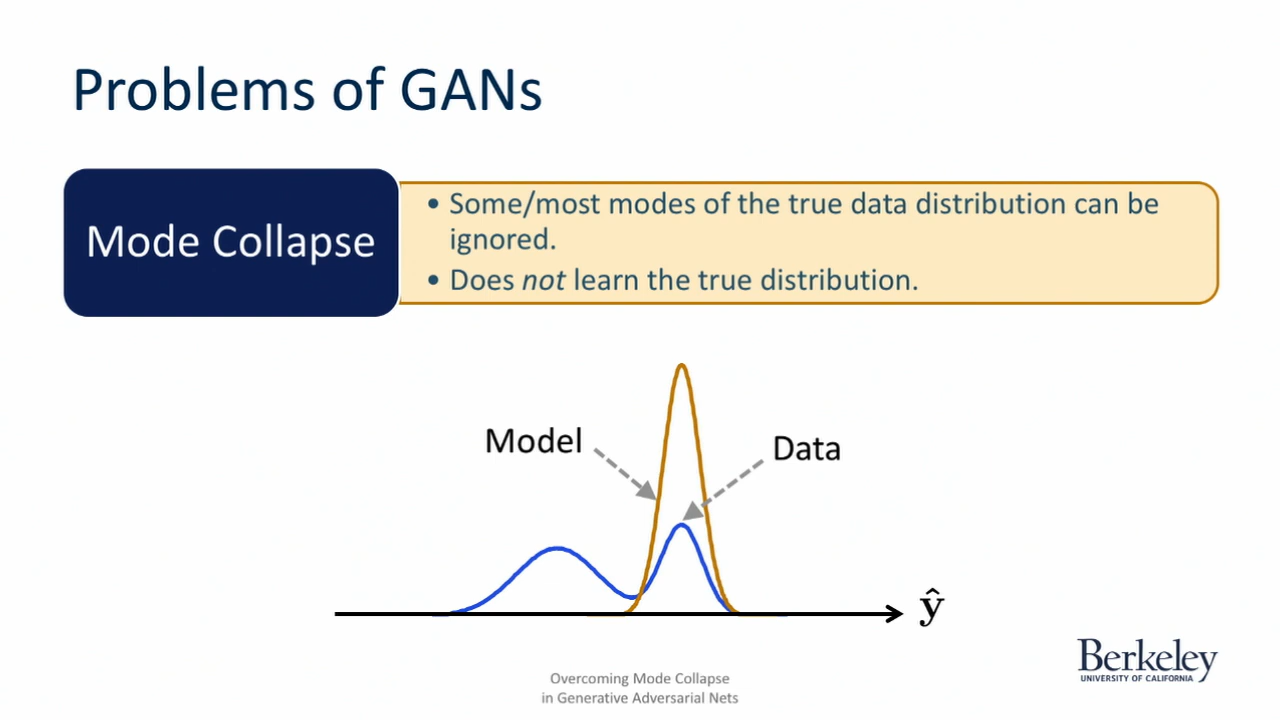 Problems of GANs
Mode Collapse
• Some/most modes of the true data distribution can be
ignored.
• Does not learn the true distribution.
Model
Data
ŷ
Berkeley
UNIVERSITY OF CALIFORNIA
Overcoming Mode Collapse
in Generative Adversarial Nets